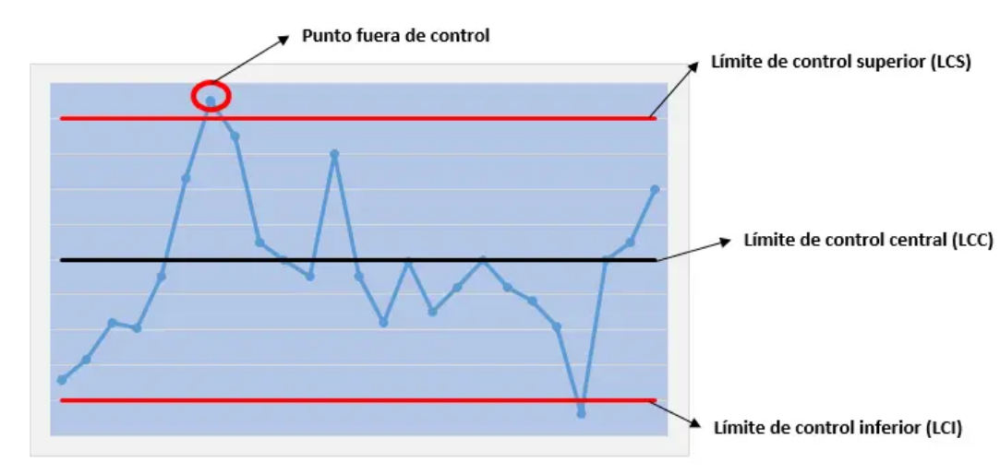 Punto fuera de control
Límite de control superior (LCS)
Límite de control central (LCC)
Límite de control inferior (LCI)